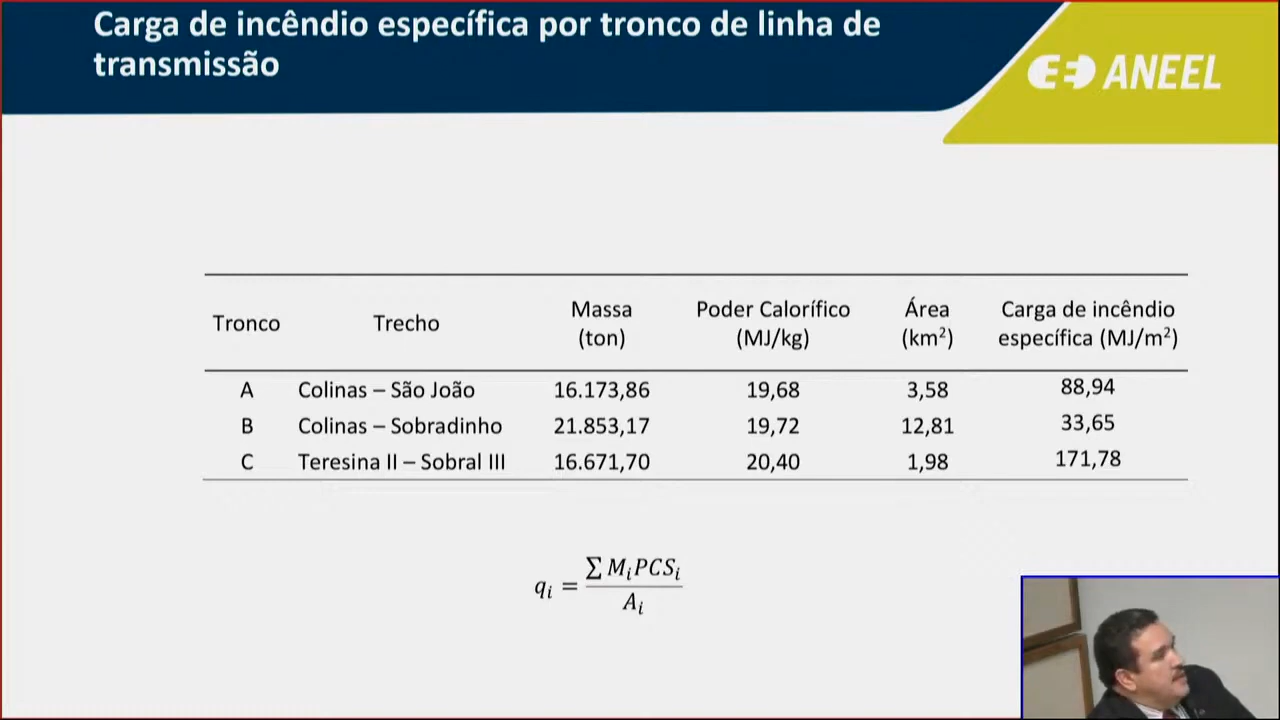 Carga de incêndio específica por tronco de linha de
transmissão
ANEEL
Tronco Trecho Massa (ton) Poder Calorífico (MJ/kg) Área (km²) Carga de incêndio específica (MJ/m²)
A Colinas – São João 16.173,86 19,68 3,58 88,94
B Colinas – Sobradinho 21.853,17 19,72 12,81 33,65
C Teresina II – Sobral III 16.671,70 20,40 1,98 171,78
qᵢ = ∑ MᵢPCSᵢ / Aᵢ